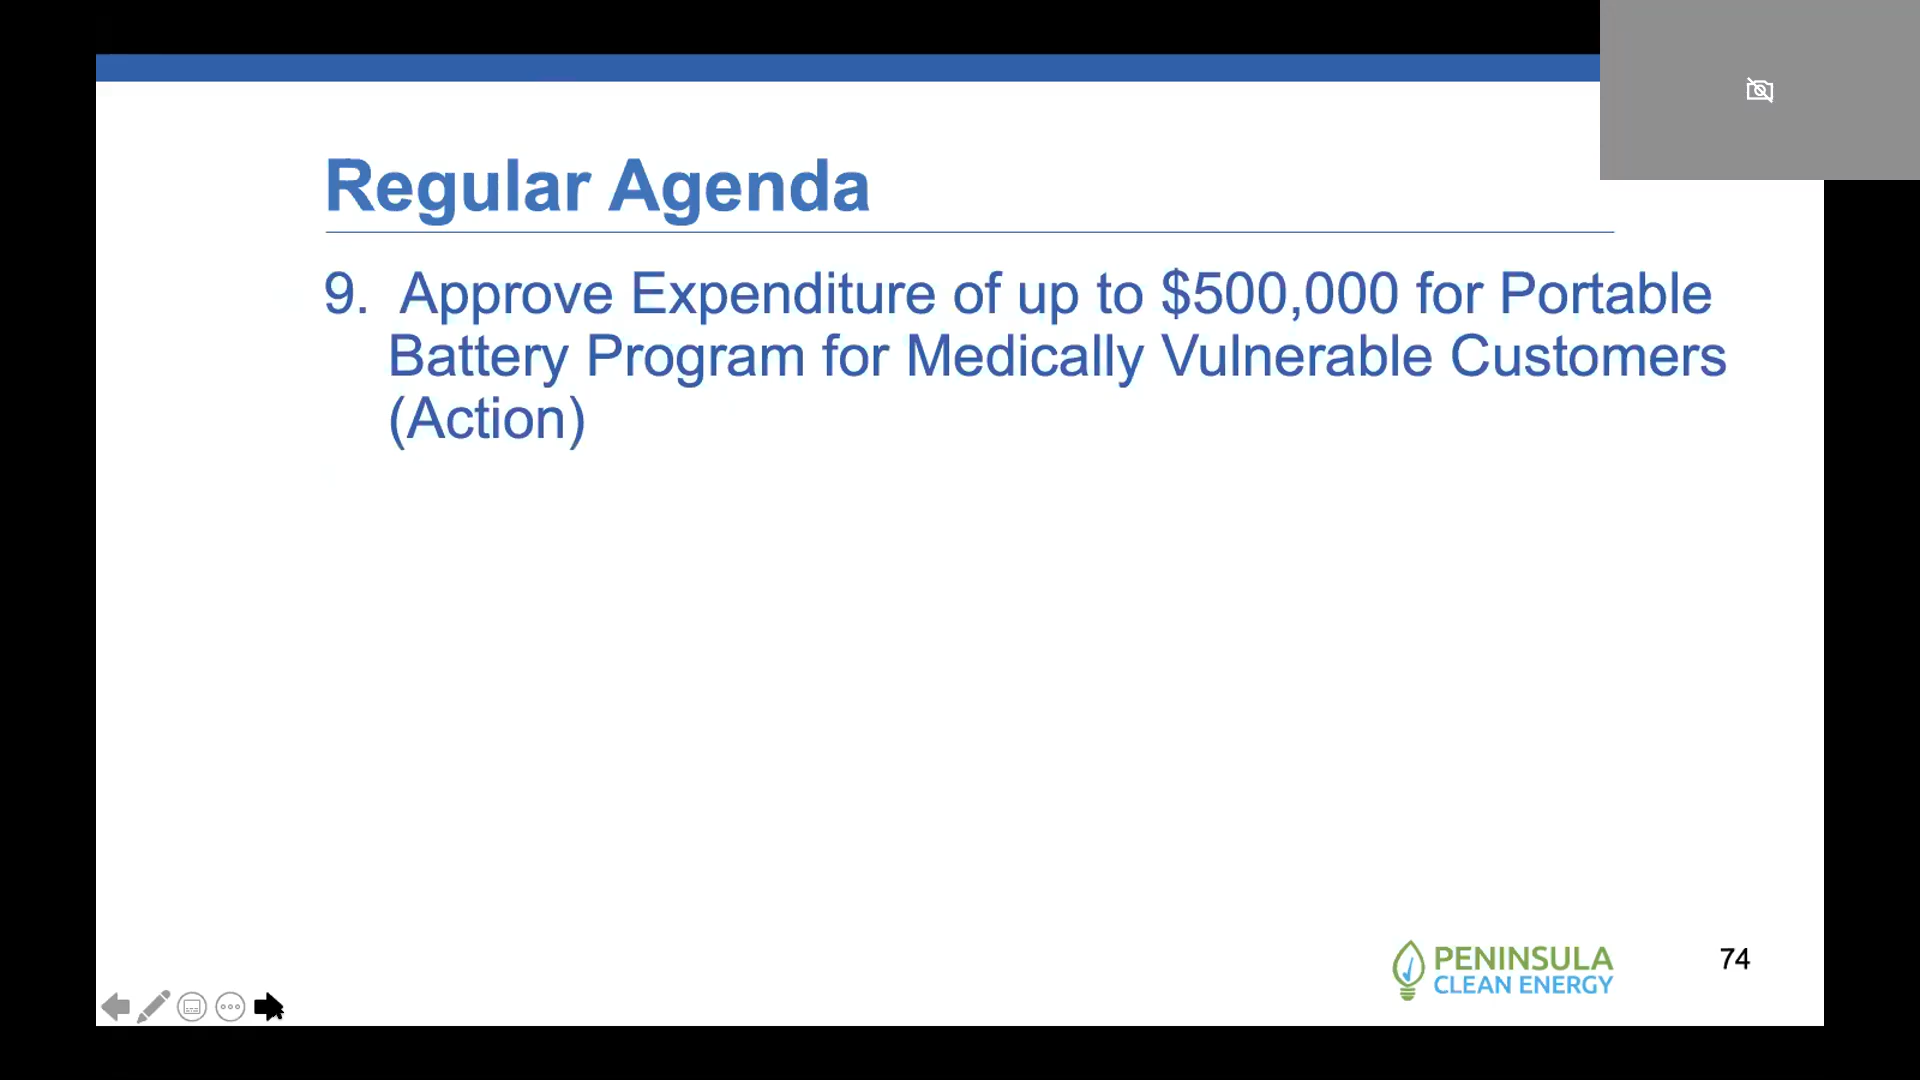 Regular Agenda
9. Approve Expenditure of up to $500,000 for Portable
Battery Program for Medically Vulnerable Customers
(Action)
PENINSULA
CLEAN ENERGY
74